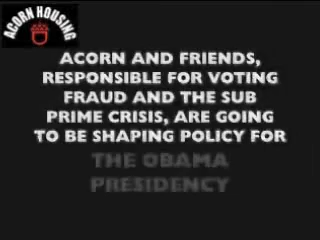 ACORN HOUSING
ACORN AND FRIENDS,
RESPONSIBLE FOR VOTING
FRAUD AND THE SUB
PRIME CRISIS, ARE GOING
TO BE SHAPING POLICY FOR
THE OBAMA
PRESIDENCY